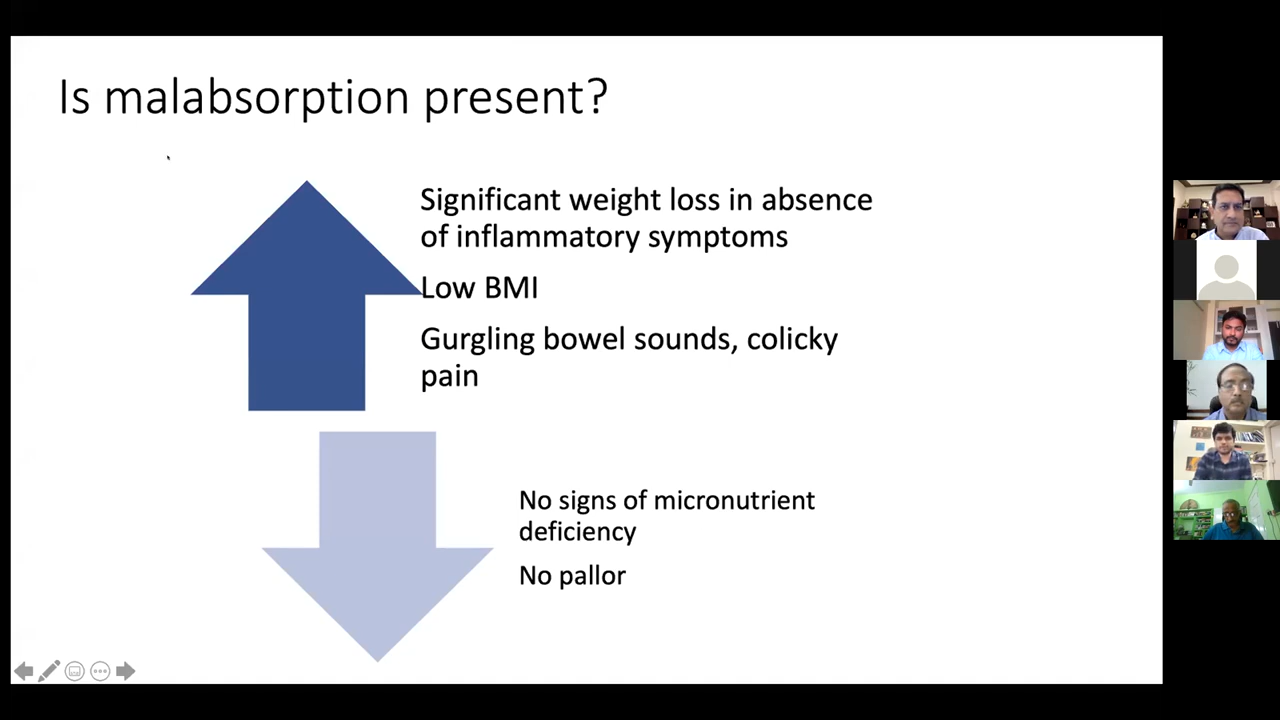 Is malabsorption present?
Significant weight loss in absence
of inflammatory symptoms
Low BMI
Gurgling bowel sounds, colicky
pain
No signs of micronutrient
deficiency
No pallor